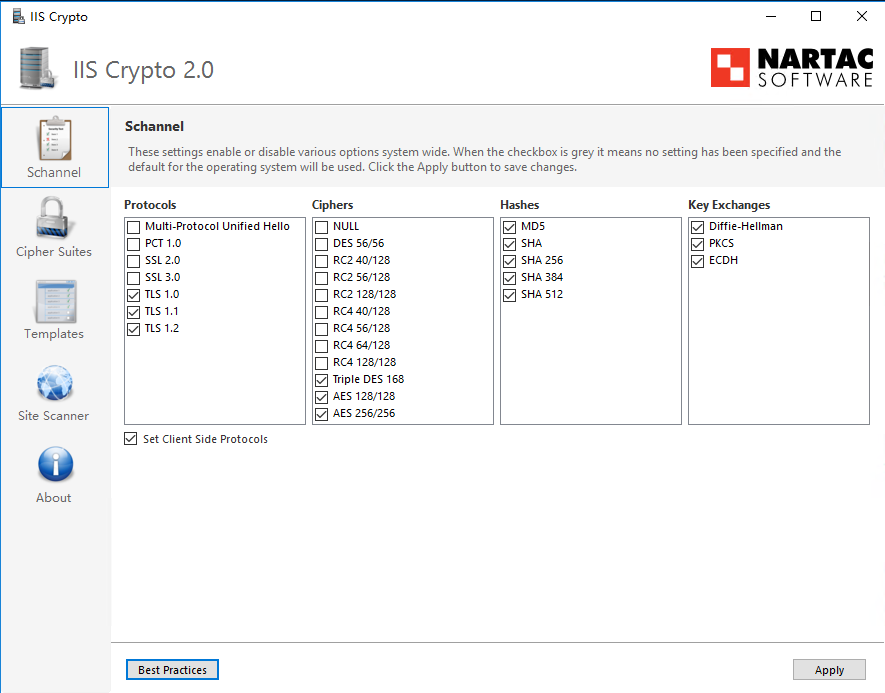 IIS Crypto
IIS Crypto 2.0
NARTAC
SOFTWARE
Schannel
Cipher Suites
Templates
Site Scanner
About
Schannel
These settings enable or disable various options system wide. When the checkbox is grey it means no setting has been specified and the
default for the operating system will be used. Click the Apply button to save changes.
Protocols
Multi-Protocol Unified Hello
PCT 1.0
SSL 2.0
SSL 3.0
TLS 1.0
TLS 1.1
TLS 1.2
Ciphers
NULL
DES 56/56
RC2 40/128
RC2 56/128
RC2 128/128
RC4 40/128
RC4 56/128
RC4 64/128
RC4 128/128
Triple DES 168
AES 128/128
AES 256/256
Hashes
MD5
SHA
SHA 256
SHA 384
SHA 512
Key Exchanges
Diffie-Hellman
PKCS
ECDH
Set Client Side Protocols
Best Practices
Apply